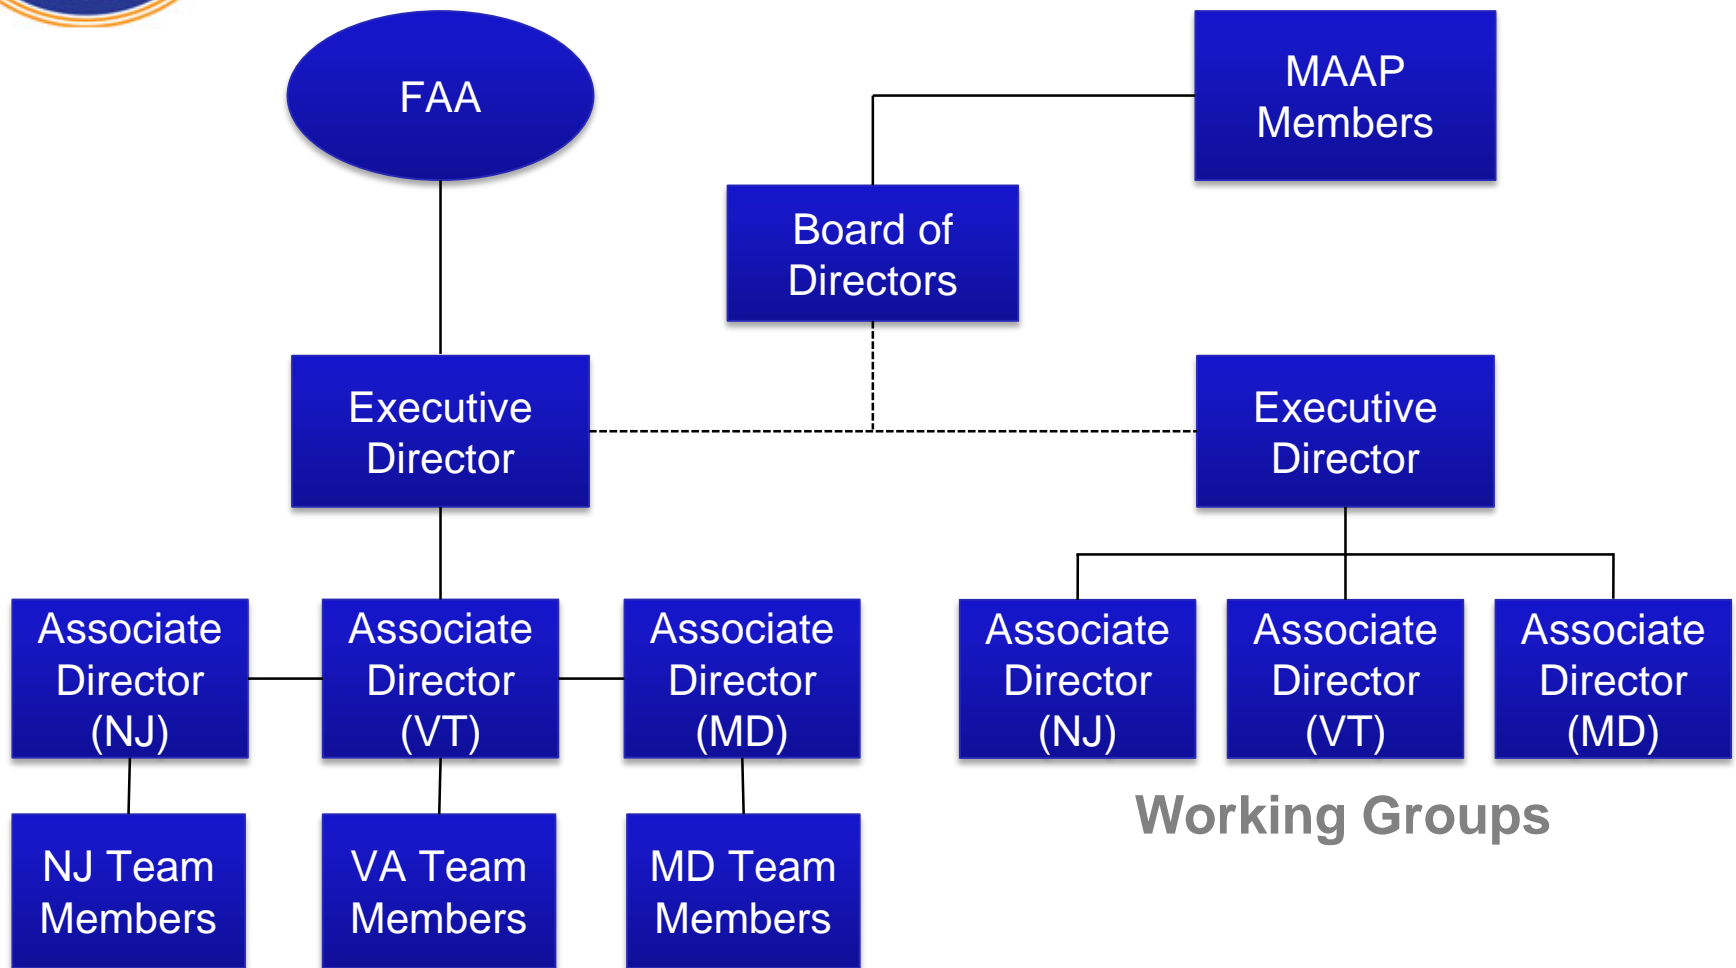 FAA
MAAP
Members
Board of
Directors
Executive
Director
Executive
Director
Associate
Director
(NJ)
Associate
Director
(VT)
Associate
Director
(MD)
Associate
Director
(NJ)
Associate
Director
(VT)
Associate
Director
(MD)
Working Groups
NJ Team
Members
VA Team
Members
MD Team
Members